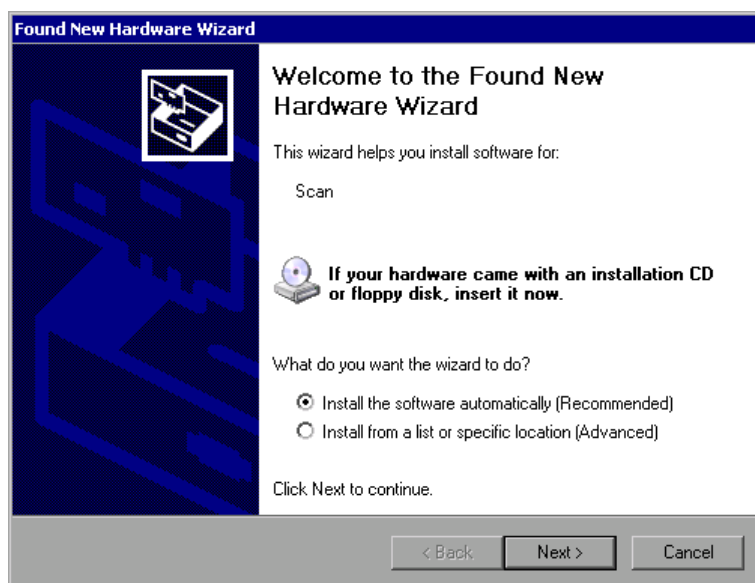 Found New Hardware Wizard
Welcome to the Found New
Hardware Wizard
This wizard helps you install software for:
Scan
If your hardware came with an installation CD
or floppy disk, insert it now.
What do you want the wizard to do?
Install the software automatically (Recommended)
Install from a list or specific location (Advanced)
Click Next to continue.
< Back
Next >
Cancel